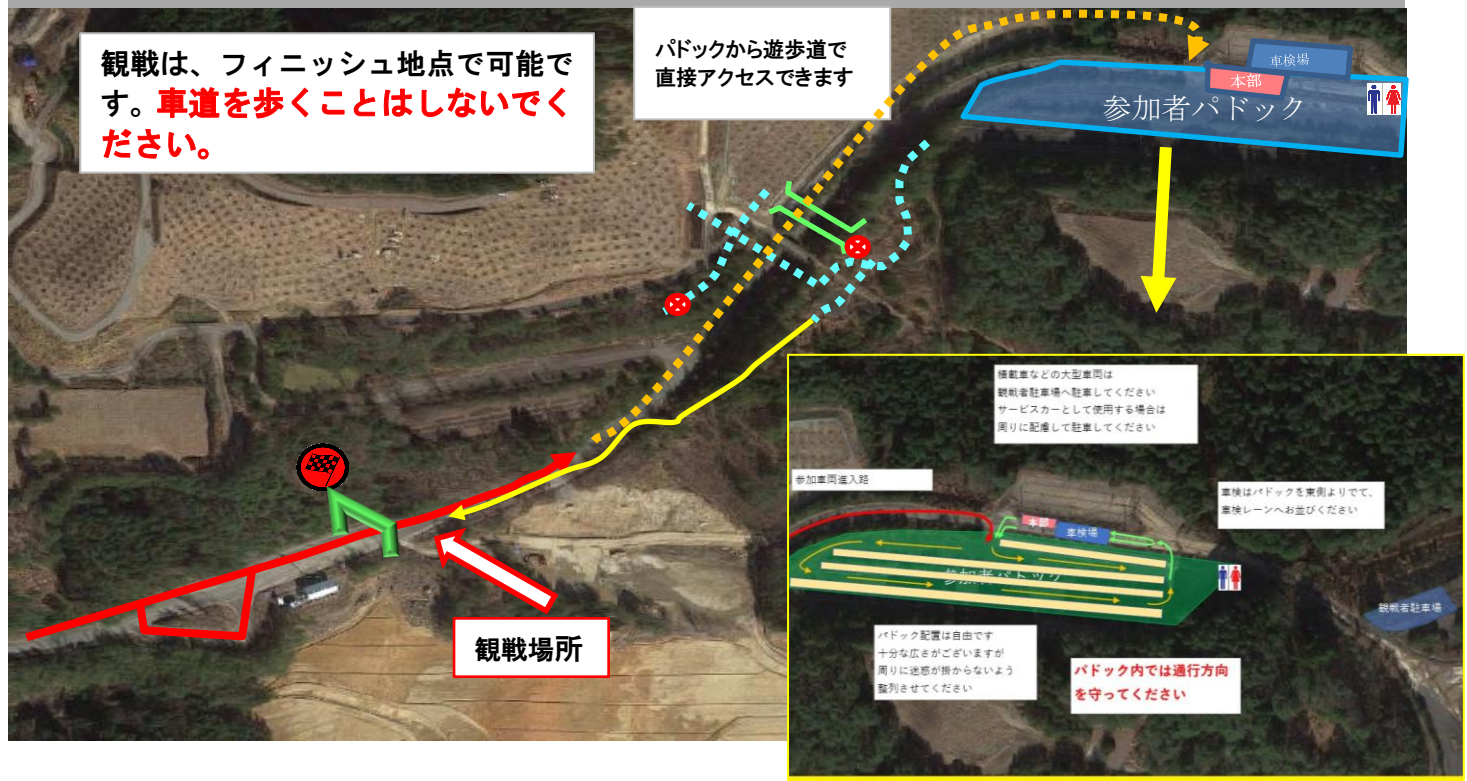 観戦は、フィニッシュ地点で可能で
す。車道を歩くことはしないでく
ださい。
パドックから遊歩道で
直接アクセスできます
車検場
本部
参加者パドック
観戦場所
積載車などの大型車両は
観戦者駐車場へ駐車してください
サービスカーとして使用する場合は
周りに配慮して駐車してください
参加車両進入路
車検はパドックを東側よりでて、
車検レーンへお並びください
本部
車検場
参加者パドック
観戦者駐車場
パドック配置は自由です
十分な広さがございますが
周りに迷惑が掛からないよう
整列させてください
パドック内では通行方向
を守ってください